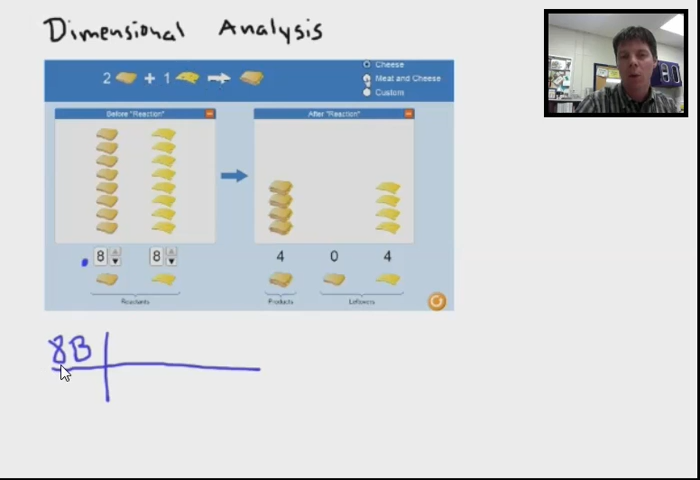 Dimensional Analysis
Cheese
2 + 1
Meat and Cheese
Custom
Before "Reaction"
After "Reaction"
8 8 4 0 4
Reactants Products Leftovers
8B